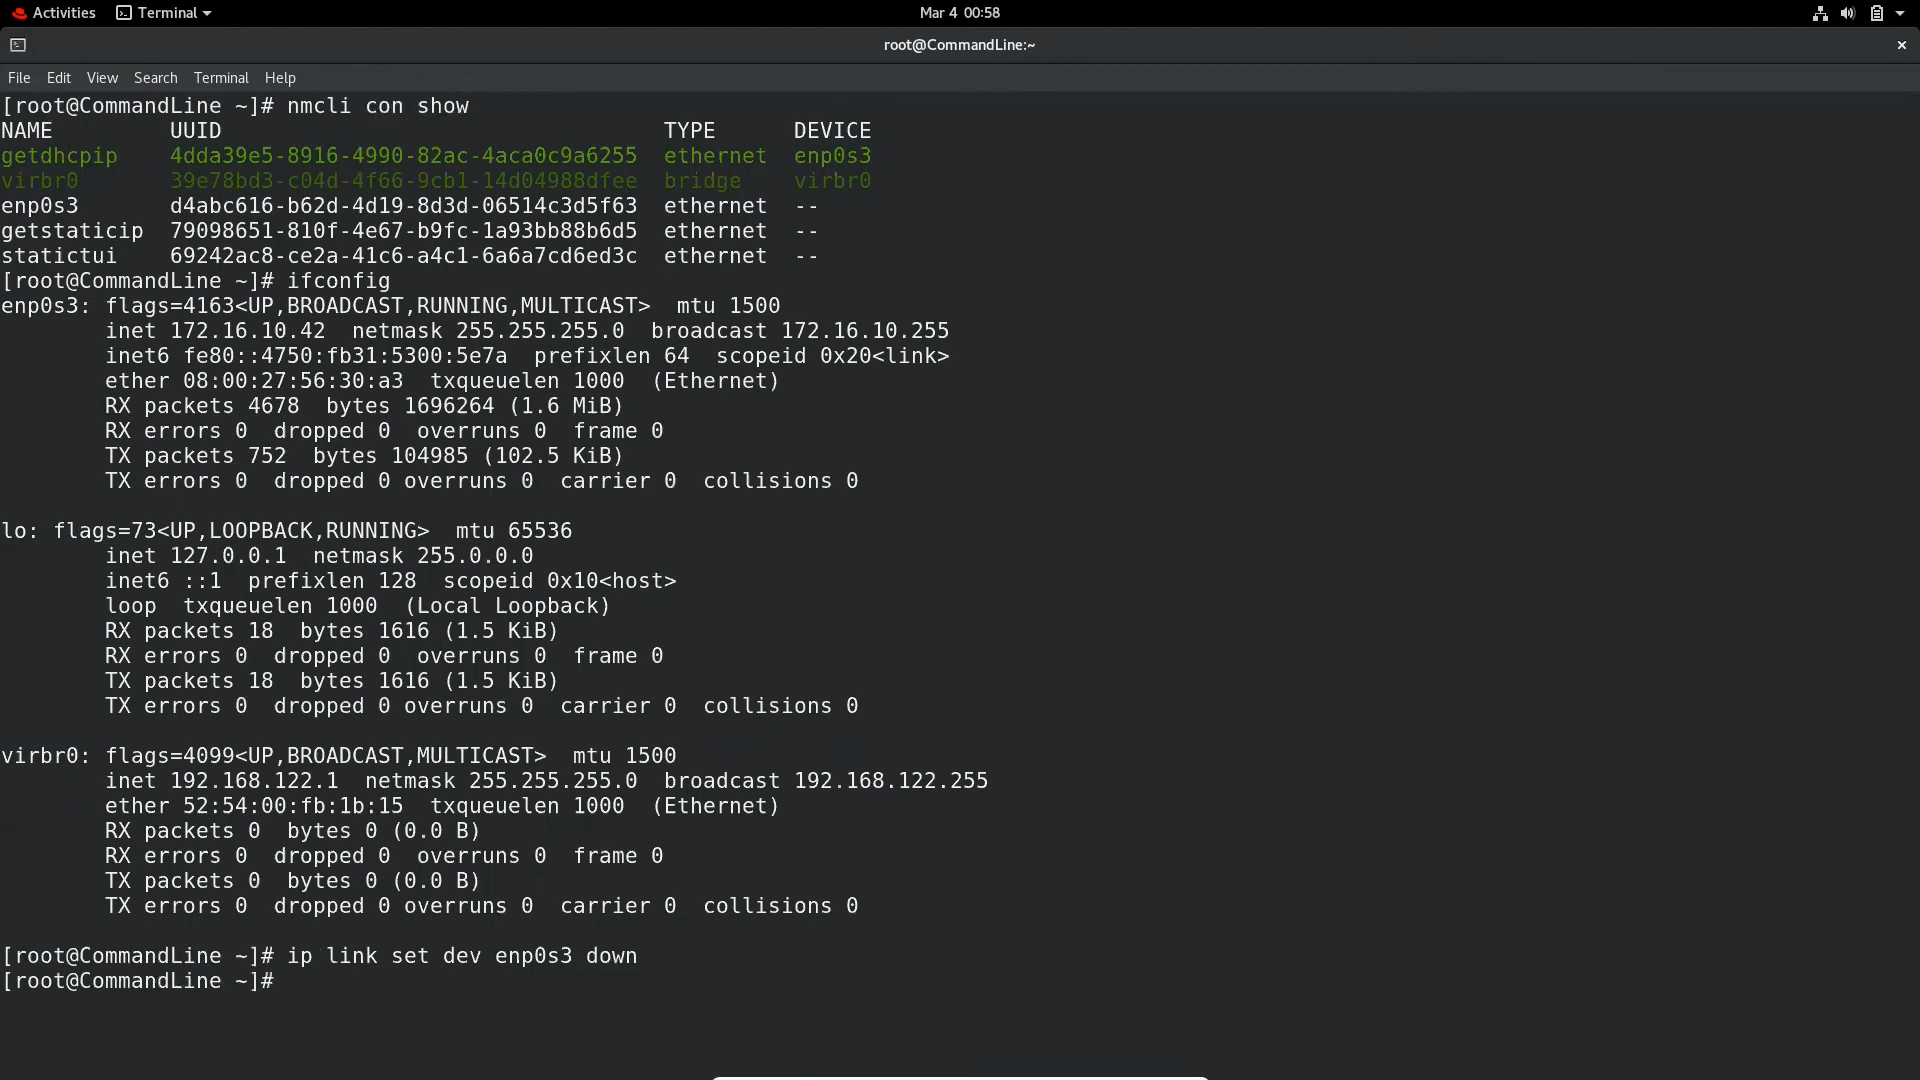 Activities Terminal Mar 4 00:58
root@CommandLine:~
File Edit View Search Terminal Help
[root@CommandLine ~]# nmcli con show
NAME UUID TYPE DEVICE
getdhcpip 4dda39e5-8916-4990-82ac-4aca0c9a6255 ethernet enp0s3
virbr0 39e78bd3-c04d-4f66-9cb1-14d04988dfee bridge virbr0
enp0s3 d4abc616-b62d-4d19-8d3d-06514c3d5f63 ethernet --
getstaticip 79098651-810f-4e67-b9fc-1a93bb88b6d5 ethernet --
statictui 69242ac8-ce2a-41c6-a4c1-6a6a7cd6ed3c ethernet --
[root@CommandLine ~]# ifconfig
enp0s3: flags=4163<UP,BROADCAST,RUNNING,MULTICAST> mtu 1500
inet 172.16.10.42 netmask 255.255.255.0 broadcast 172.16.10.255
inet6 fe80::4750:fb31:5300:5e7a prefixlen 64 scopeid 0x20<link>
ether 08:00:27:56:30:a3 txqueuelen 1000 (Ethernet)
RX packets 4678 bytes 1696264 (1.6 MiB)
RX errors 0 dropped 0 overruns 0 frame 0
TX packets 752 bytes 104985 (102.5 KiB)
TX errors 0 dropped 0 overruns 0 carrier 0 collisions 0
lo: flags=73<UP,LOOPBACK,RUNNING> mtu 65536
inet 127.0.0.1 netmask 255.0.0.0
inet6 ::1 prefixlen 128 scopeid 0x10<host>
loop txqueuelen 1000 (Local Loopback)
RX packets 18 bytes 1616 (1.5 KiB)
RX errors 0 dropped 0 overruns 0 frame 0
TX packets 18 bytes 1616 (1.5 KiB)
TX errors 0 dropped 0 overruns 0 carrier 0 collisions 0
virbr0: flags=4099<UP,BROADCAST,MULTICAST> mtu 1500
inet 192.168.122.1 netmask 255.255.255.0 broadcast 192.168.122.255
ether 52:54:00:fb:1b:15 txqueuelen 1000 (Ethernet)
RX packets 0 bytes 0 (0.0 B)
RX errors 0 dropped 0 overruns 0 frame 0
TX packets 0 bytes 0 (0.0 B)
TX errors 0 dropped 0 overruns 0 carrier 0 collisions 0
[root@CommandLine ~]# ip link set dev enp0s3 down
[root@CommandLine ~]#